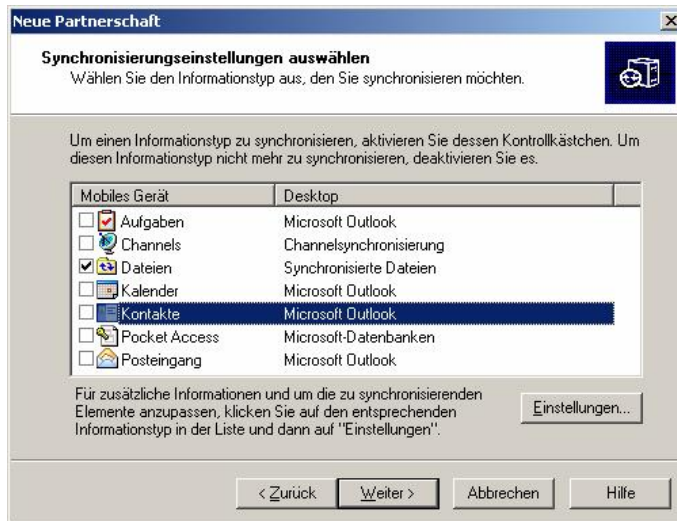 Neue Partnerschaft
Synchronisierungseinstellungen auswählen
Wählen Sie den Informationstyp aus, den Sie synchronisieren möchten.
Um einen Informationstyp zu synchronisieren, aktivieren Sie dessen Kontrollkästchen. Um
diesen Informationstyp nicht mehr zu synchronisieren, deaktivieren Sie es.
Mobiles Gerät Desktop
Aufgaben Microsoft Outlook
Channels Channelsynchronisierung
Dateien Synchronisierte Dateien
Kalender Microsoft Outlook
Kontakte Microsoft Outlook
Pocket Access Microsoft-Datenbanken
Posteingang Microsoft Outlook
Für zusätzliche Informationen und um die zu synchronisierenden
Elemente anzupassen, klicken Sie auf den entsprechenden
Informationstyp in der Liste und dann auf "Einstellungen".
Einstellungen...
< Zurück Weiter > Abbrechen Hilfe